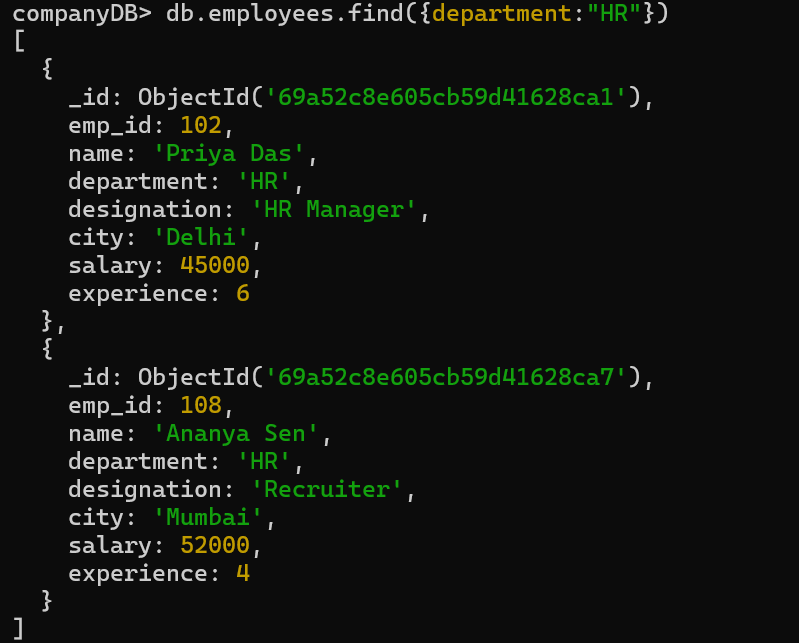 companyDB> db.employees.find({department:"HR"})
[
  {
    _id: ObjectId('69a52c8e605cb59d41628ca1'),
    emp_id: 102,
    name: 'Priya Das',
    department: 'HR',
    designation: 'HR Manager',
    city: 'Delhi',
    salary: 45000,
    experience: 6
  },
  {
    _id: ObjectId('69a52c8e605cb59d41628ca7'),
    emp_id: 108,
    name: 'Ananya Sen',
    department: 'HR',
    designation: 'Recruiter',
    city: 'Mumbai',
    salary: 52000,
    experience: 4
  }
]